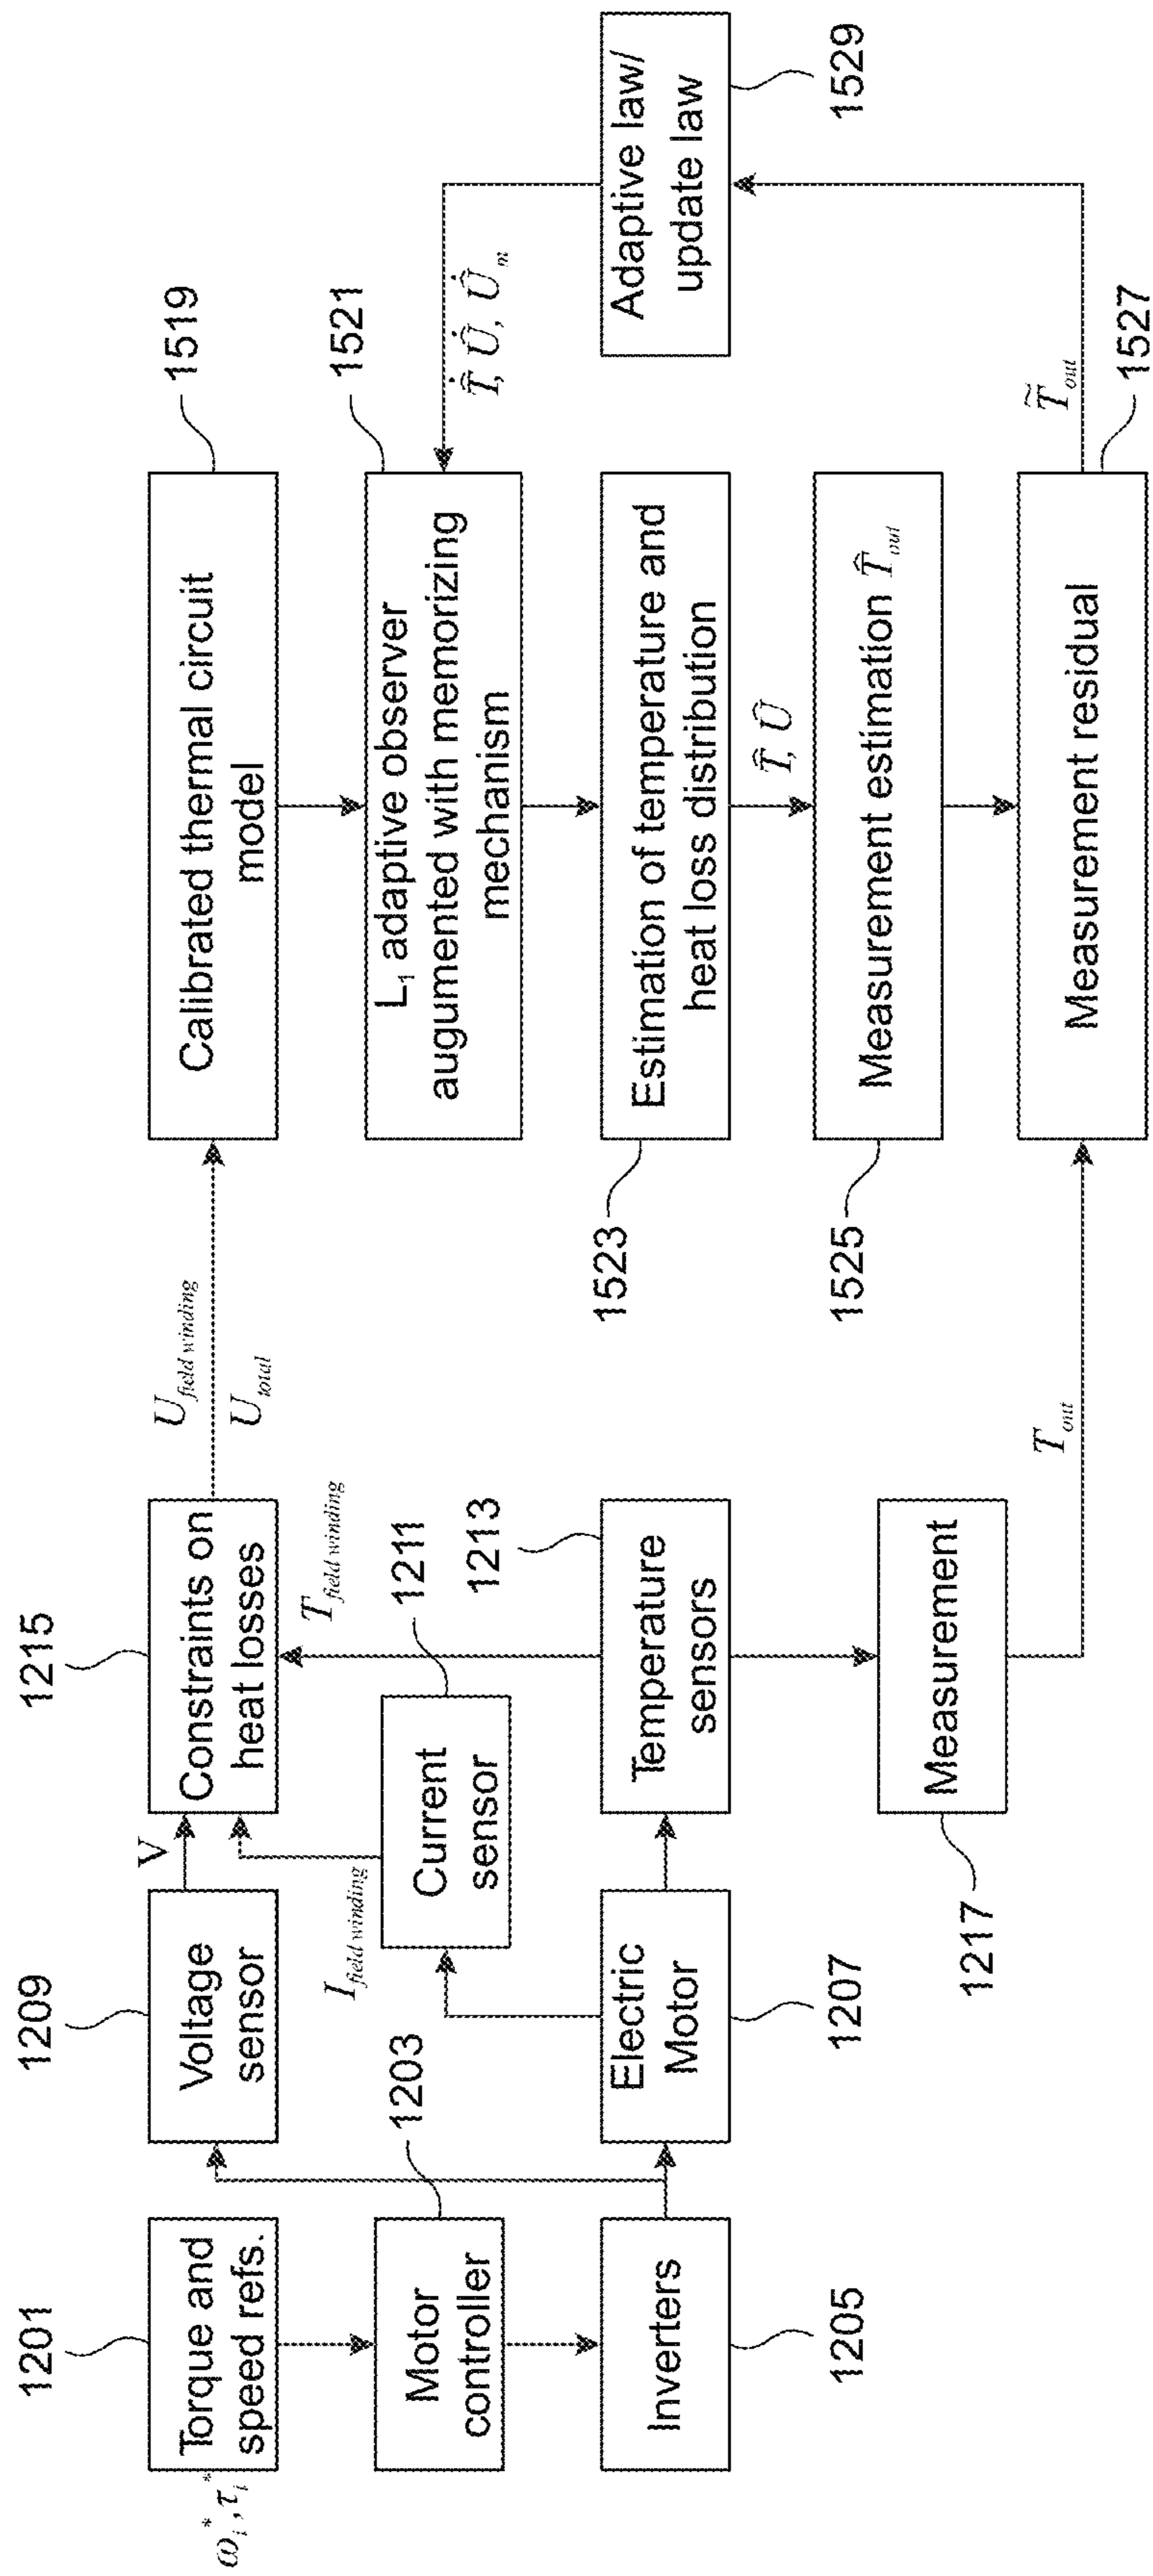 1201
Torque and
speed refs.
ω_i^*, τ_i^*
1203
Motor
controller
Inverters
1205
1209
Voltage
sensor
V
I_field winding
Current
sensor
1211
Electric
Motor
1207
1215
Constraints on
heat losses
T_field winding
1213
Temperature
sensors
Measurement
1217
U_field winding
U_total
T_out
Calibrated thermal circuit
model
1519
L₁ adaptive observer
augumented with memorizing
mechanism
1521
Estimation of temperature and
heat loss distribution
1523
T̂, Û
Measurement estimation T̂_out
1525
Measurement residual
1527
T̃_out
Adaptive law/
update law
1529
T̂̇, Û̇, Û̇_m